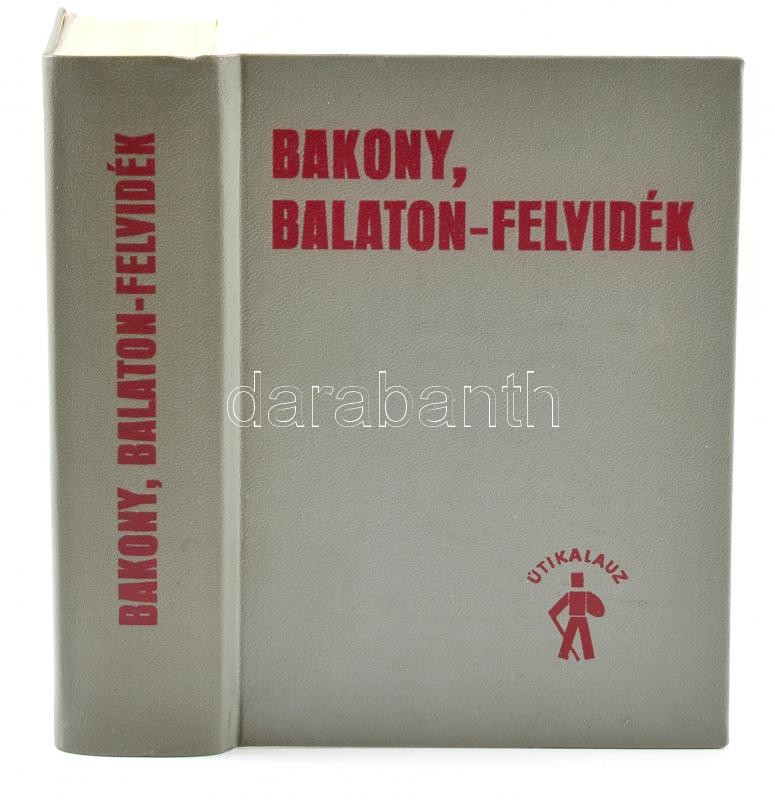 BAKONY, BALATON-FELVIDÉK
BAKONY,
BALATON-FELVIDÉK
darabanth
ÚTIKALAUZ